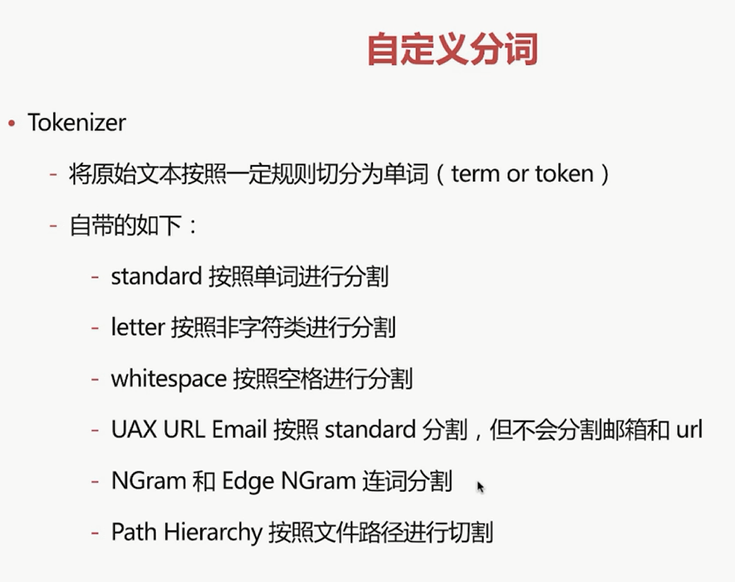 自定义分词
• Tokenizer
- 将原始文本按照一定规则切分为单词（term or token）
- 自带的如下：
- standard 按照单词进行分割
- letter 按照非字符类进行分割
- whitespace 按照空格进行分割
- UAX URL Email 按照 standard 分割，但不会分割邮箱和 url
- NGram 和 Edge NGram 连词分割
- Path Hierarchy 按照文件路径进行切割